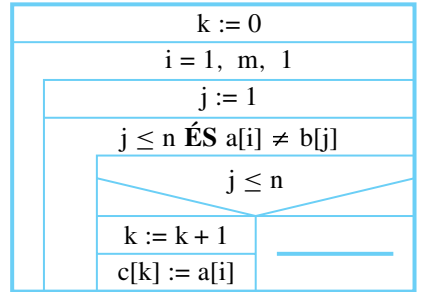 k := 0
i = 1, m, 1
j := 1
j ≤ n ÉS a[i] ≠ b[j]
j ≤ n
k := k + 1
c[k] := a[i]